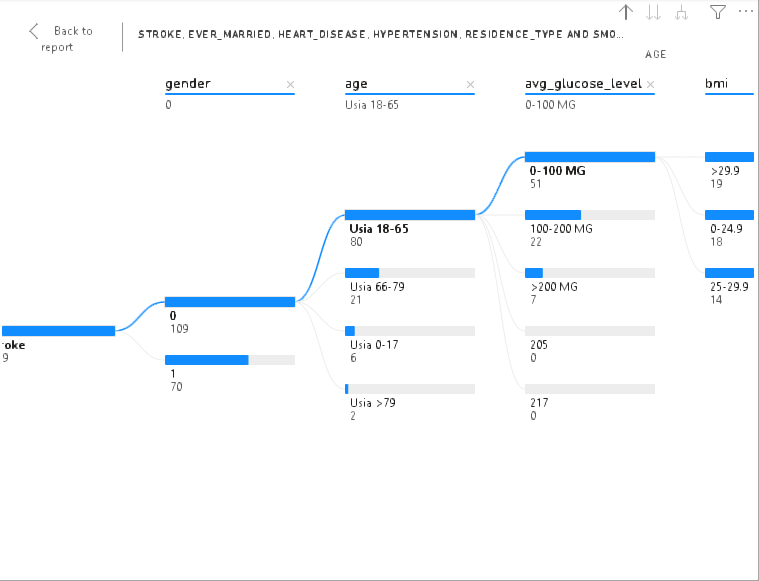 Back to
report
STROKE, EVER_MARRIED, HEART_DISEASE, HYPERTENSION, RESIDENCE_TYPE AND SMO...
AGE
gender
0
age
Usia 18-65
avg_glucose_level
0-100 MG
bmi
0-100 MG
51
>29.9
19
Usia 18-65
80
100-200 MG
22
0-24.9
18
Usia 66-79
21
>200 MG
7
25-29.9
14
0
109
oke
9
Usia 0-17
6
205
0
1
70
Usia >79
2
217
0